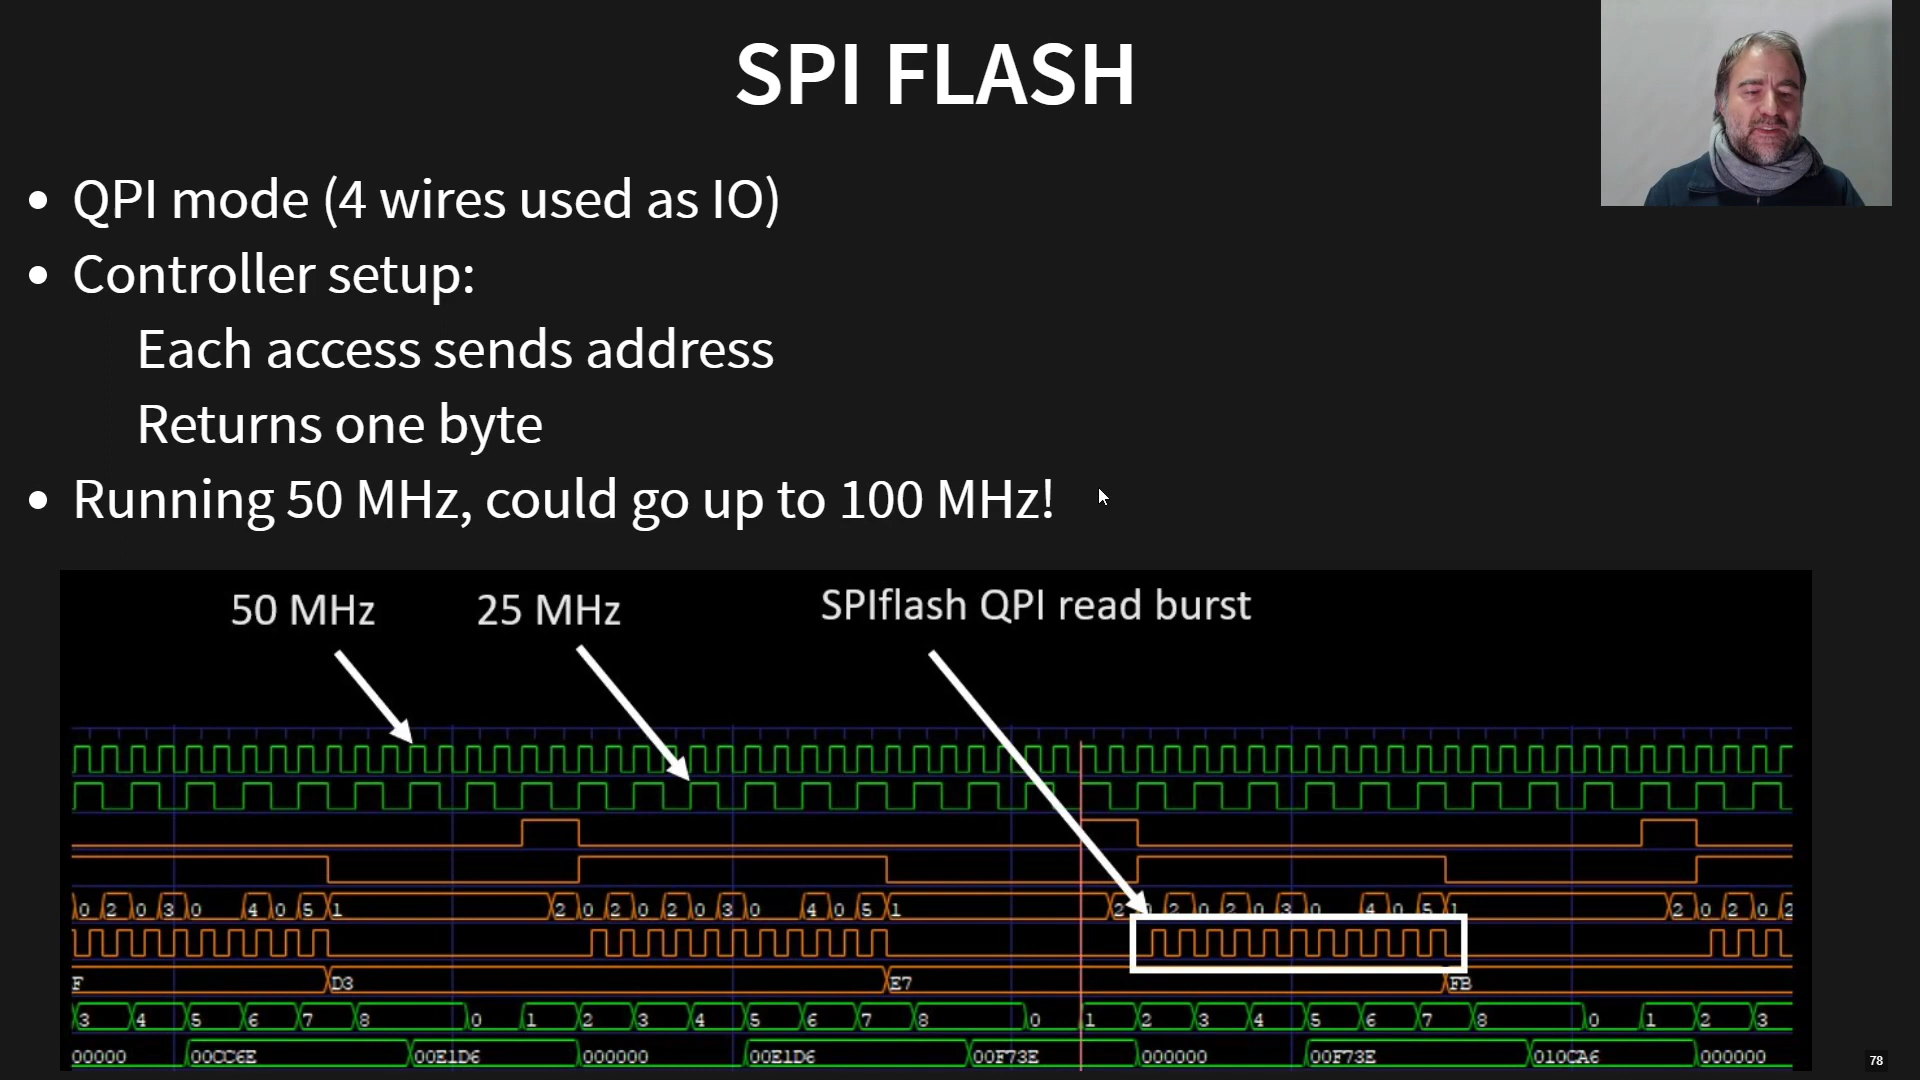 SPI FLASH
QPI mode (4 wires used as IO)
Controller setup:
Each access sends address
Returns one byte
Running 50 MHz, could go up to 100 MHz!
50 MHz 25 MHz SPIflash QPI read burst
0 2 0 3 0 4 0 5 1 2 0 2 0 2 0 3 0 4 0 5 1 2 0 2 0 2 0 3 0 4 0 5 1 2 0 2 0 2
F D3 E7 FB
3 4 5 6 7 8 0 1 2 3 4 5 6 7 8 0 1 2 3 4 5 6 7 8 0 1 2 3
00000 00CC6E 00E1D6 000000 00E1D6 00F73E 000000 00F73E 010CA6 000000
78